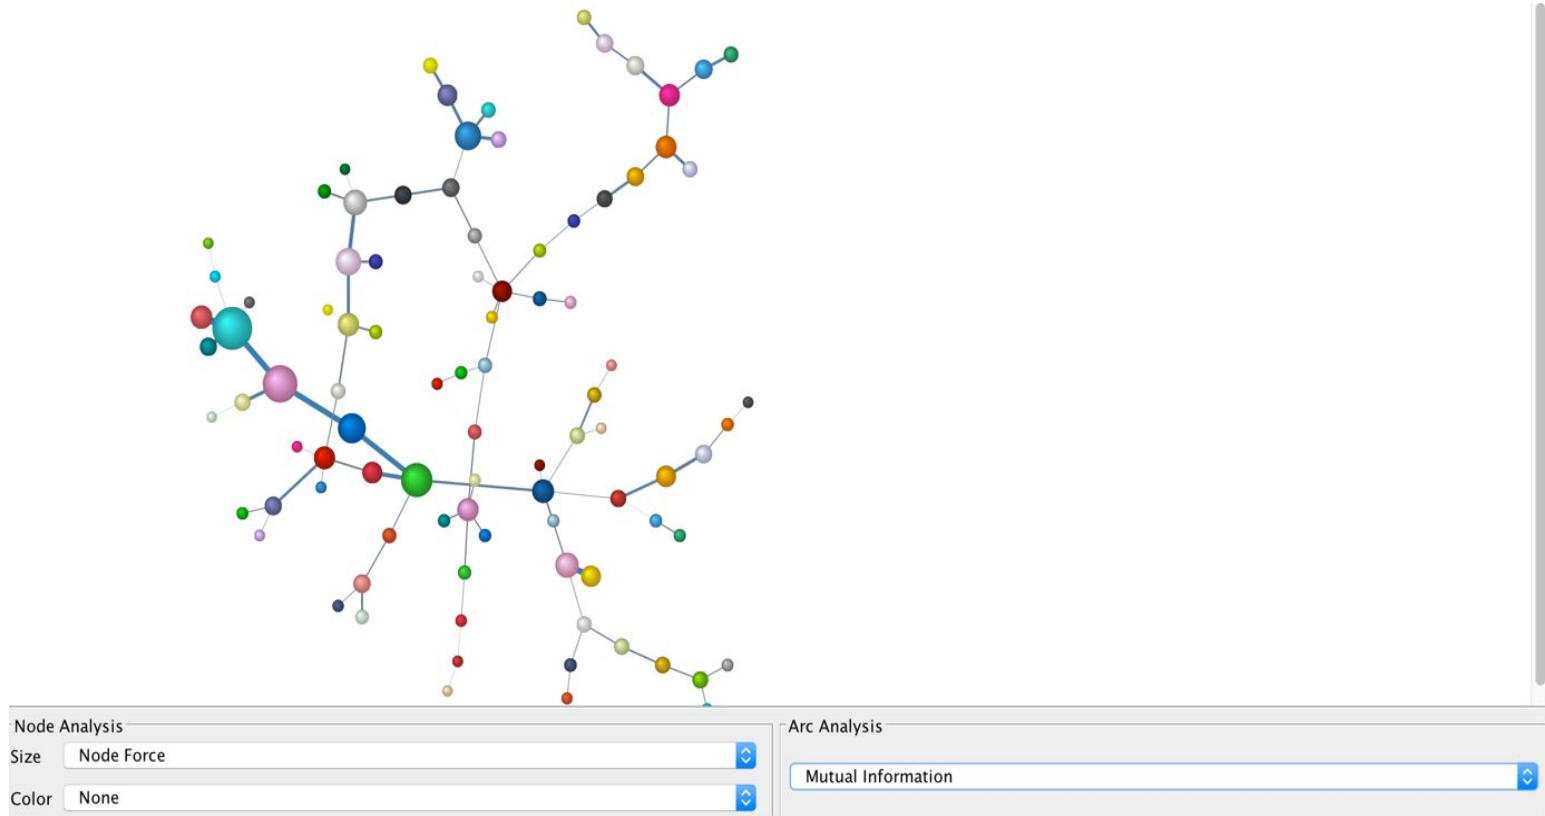 Node Analysis
Size Node Force
Color None
Arc Analysis
Mutual Information